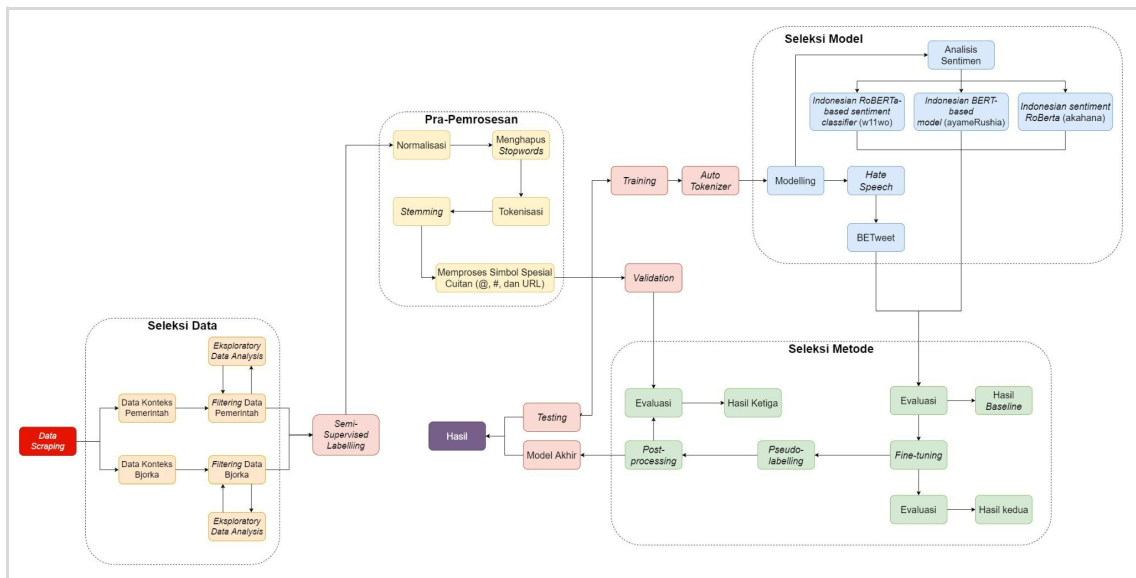 Seleksi Model
Analisis
Sentimen
Indonesian RoBERTa-
based sentiment
classifier (w11wo)
Indonesian BERT-
based
model (ayameRushia)
Indonesian sentiment
RoBerta (akahana)
Modelling
Hate
Speech
BETweet
Pra-Pemrosesan
Normalisasi
Menghapus
Stopwords
Stemming
Tokenisasi
Memproses Simbol Spesial
Cuitan (@, #, dan URL)
Training
Auto
Tokenizer
Validation
Seleksi Data
Eksploratory
Data Analysis
Data Konteks
Pemerintah
Filtering Data
Pemerintah
Data
Scraping
Data Konteks
Bjorka
Filtering Data
Bjorka
Eksploratory
Data Analysis
Semi-
Supervised
Labelliing
Seleksi Metode
Evaluasi
Hasil Ketiga
Evaluasi
Hasil
Baseline
Hasil
Testing
Model Akhir
Post-
processing
Pseudo-
labelling
Fine-tuning
Evaluasi
Hasil kedua